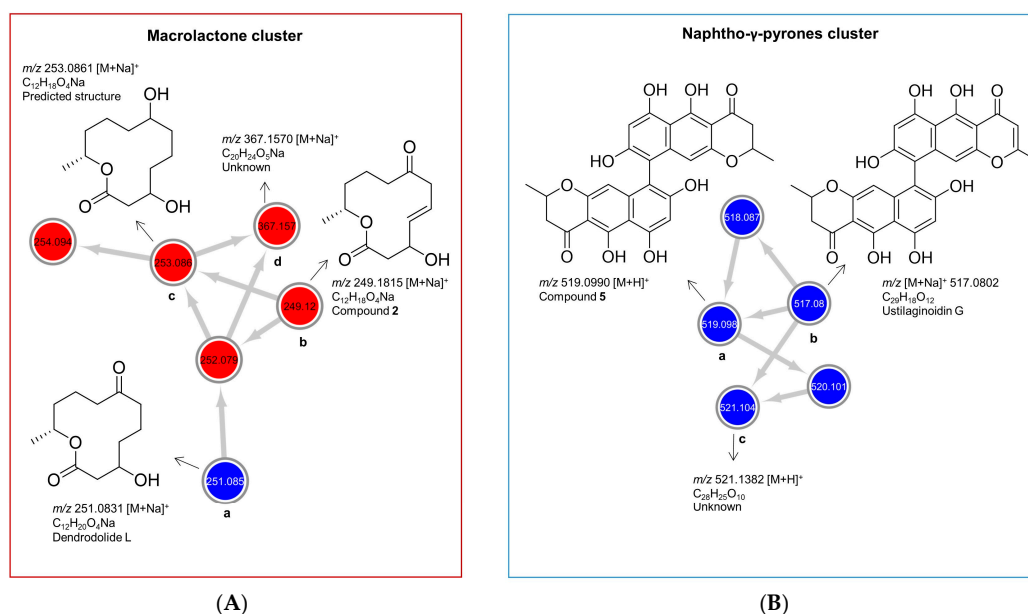 Macrolactone cluster
m/z 253.0861 [M+Na]⁺
C₁₂H₁₈O₄Na
Predicted structure
OH
O
O
OH
m/z 367.1570 [M+Na]⁺
C₂₀H₂₄O₅Na
Unknown
O
O
O
OH
m/z 249.1815 [M+Na]⁺
C₁₂H₁₈O₄Na
Compound 2
254.094
253.086
c
367.157
d
249.12
b
252.079
O
O
O
OH
251.085
a
m/z 251.0831 [M+Na]⁺
C₁₂H₂₀O₄Na
Dendrodolide L
(A)
Naphtho-γ-pyrones cluster
OH OH O
HO
O
O
OH
O OH OH
m/z 519.0990 [M+H]⁺
Compound 5
OH OH O
HO
O
O
OH
O OH OH
m/z [M+Na]⁺ 517.0802
C₂₉H₁₈O₁₂
Ustilaginoidin G
518.087
517.08
b
519.098
a
520.101
521.104
c
m/z 521.1382 [M+H]⁺
C₂₈H₂₅O₁₀
Unknown
(B)